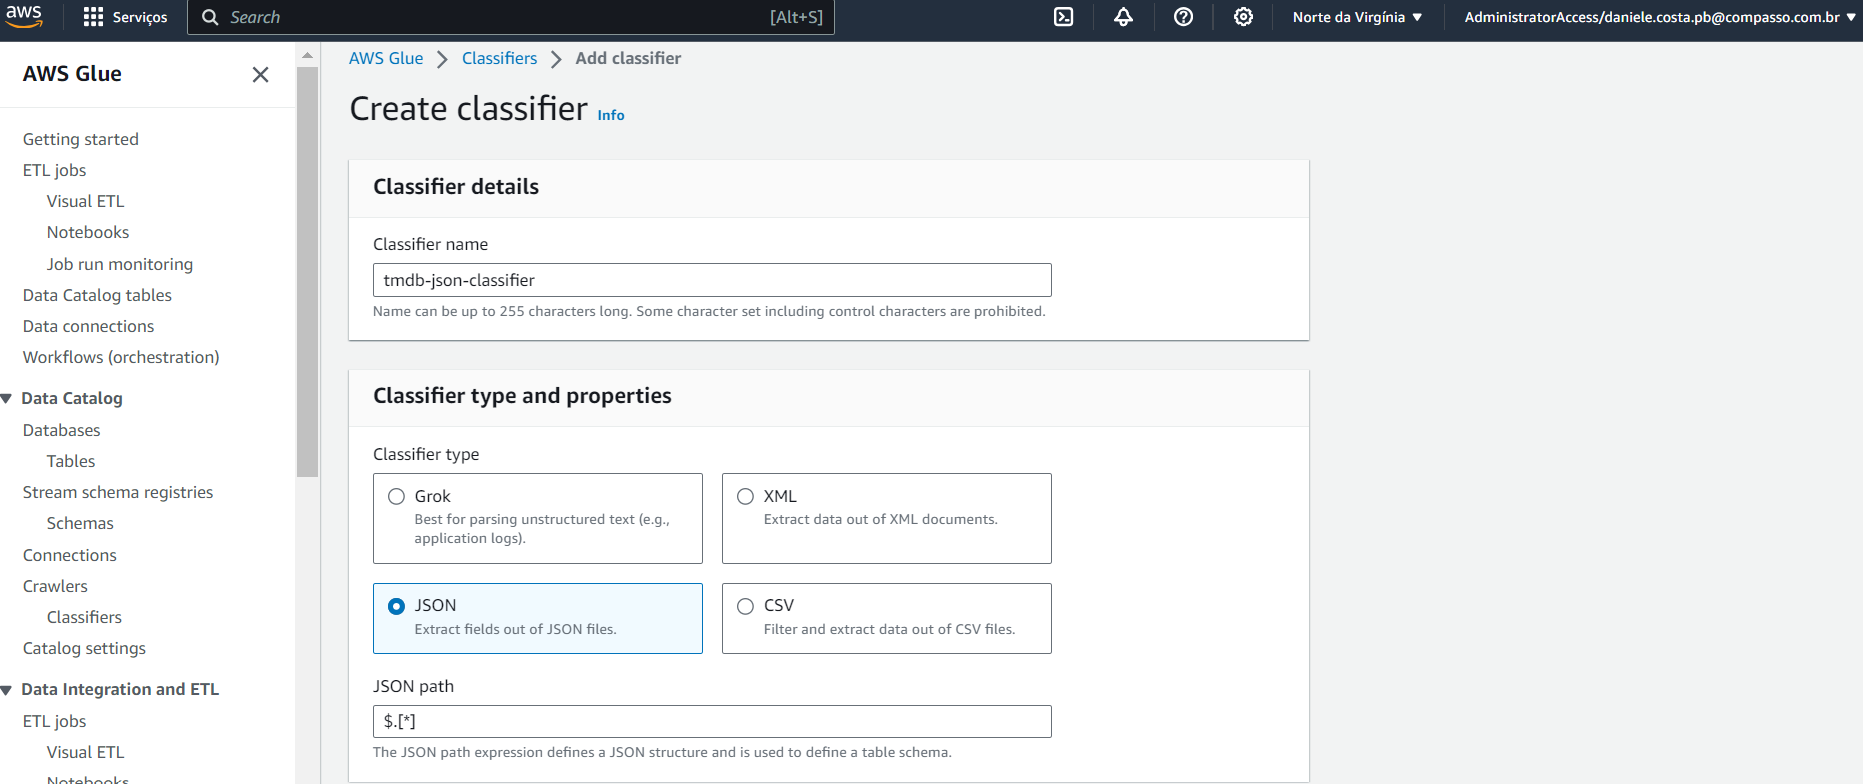 aws
Serviços
Search
[Alt+S]
Norte da Virgínia
AdministratorAccess/daniele.costa.pb@compasso.com.br
AWS Glue
Getting started
ETL jobs
Visual ETL
Notebooks
Job run monitoring
Data Catalog tables
Data connections
Workflows (orchestration)
Data Catalog
Databases
Tables
Stream schema registries
Schemas
Connections
Crawlers
Classifiers
Catalog settings
Data Integration and ETL
ETL jobs
Visual ETL
Notebooks
AWS Glue
Classifiers
Add classifier
Create classifier Info
Classifier details
Classifier name
tmdb-json-classifier
Name can be up to 255 characters long. Some character set including control characters are prohibited.
Classifier type and properties
Classifier type
Grok
Best for parsing unstructured text (e.g.,
application logs).
XML
Extract data out of XML documents.
JSON
Extract fields out of JSON files.
CSV
Filter and extract data out of CSV files.
JSON path
$.[*]
The JSON path expression defines a JSON structure and is used to define a table schema.